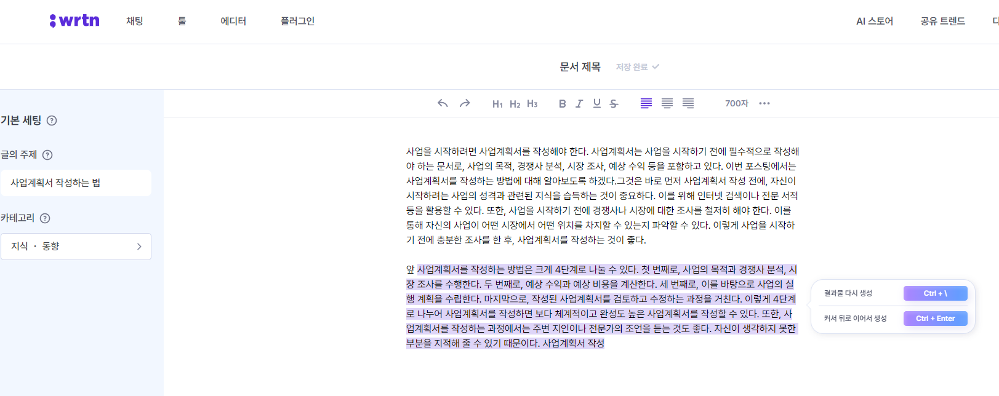 wrtn 채팅 툴 에디터 플러그인 AI 스토어 공유 트렌드
문서 제목 저장 완료
H1 H2 H3 B I U S 700자 ...
기본 세팅 ?
글의 주제 ?
사업계획서 작성하는 법
카테고리 ?
지식 · 동향
사업을 시작하려면 사업계획서를 작성해야 한다. 사업계획서는 사업을 시작하기 전에 필수적으로 작성해
야 하는 문서로, 사업의 목적, 경쟁사 분석, 시장 조사, 예상 수익 등을 포함하고 있다. 이번 포스팅에서는
사업계획서를 작성하는 방법에 대해 알아보도록 하겠다.그것은 바로 먼저 사업계획서 작성 전에, 자신이
시작하려는 사업의 성격과 관련된 지식을 습득하는 것이 중요하다. 이를 위해 인터넷 검색이나 전문 서적
등을 활용할 수 있다. 또한, 사업을 시작하기 전에 경쟁사나 시장에 대한 조사를 철저히 해야 한다. 이를
통해 자신의 사업이 어떤 시장에서 어떤 위치를 차지할 수 있는지 파악할 수 있다. 이렇게 사업을 시작하
기 전에 충분한 조사를 한 후, 사업계획서를 작성하는 것이 좋다.
앞 사업계획서를 작성하는 방법은 크게 4단계로 나눌 수 있다. 첫 번째로, 사업의 목적과 경쟁사 분석, 시
장 조사를 수행한다. 두 번째로, 예상 수익과 예상 비용을 계산한다. 세 번째로, 이를 바탕으로 사업의 실
행 계획을 수립한다. 마지막으로, 작성된 사업계획서를 검토하고 수정하는 과정을 거친다. 이렇게 4단계
로 나누어 사업계획서를 작성하면 보다 체계적이고 완성도 높은 사업계획서를 작성할 수 있다. 또한, 사
업계획서를 작성하는 과정에서는 주변 지인이나 전문가의 조언을 듣는 것도 좋다. 자신이 생각하지 못한
부분을 지적해 줄 수 있기 때문이다. 사업계획서 작성
결과물 다시 생성 Ctrl + \
커서 뒤로 이어서 생성 Ctrl + Enter